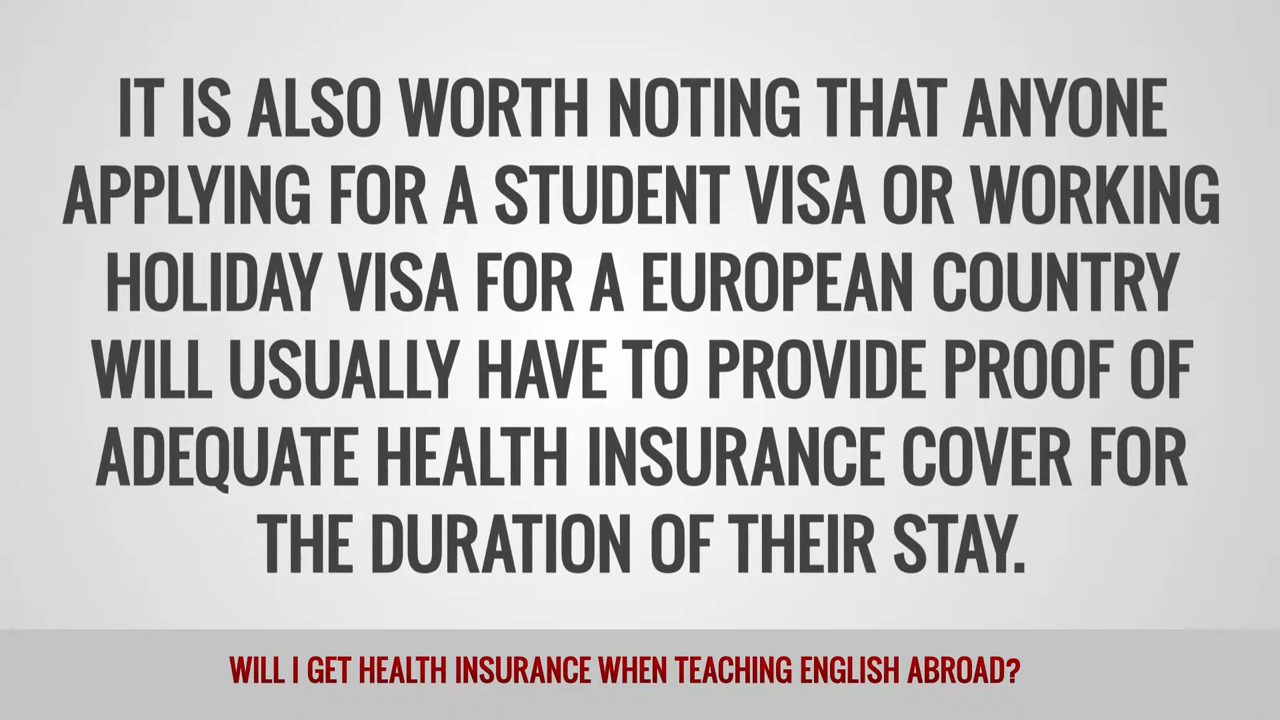 IT IS ALSO WORTH NOTING THAT ANYONE
APPLYING FOR A STUDENT VISA OR WORKING
HOLIDAY VISA FOR A EUROPEAN COUNTRY
WILL USUALLY HAVE TO PROVIDE PROOF OF
ADEQUATE HEALTH INSURANCE COVER FOR
THE DURATION OF THEIR STAY.
WILL I GET HEALTH INSURANCE WHEN TEACHING ENGLISH ABROAD?